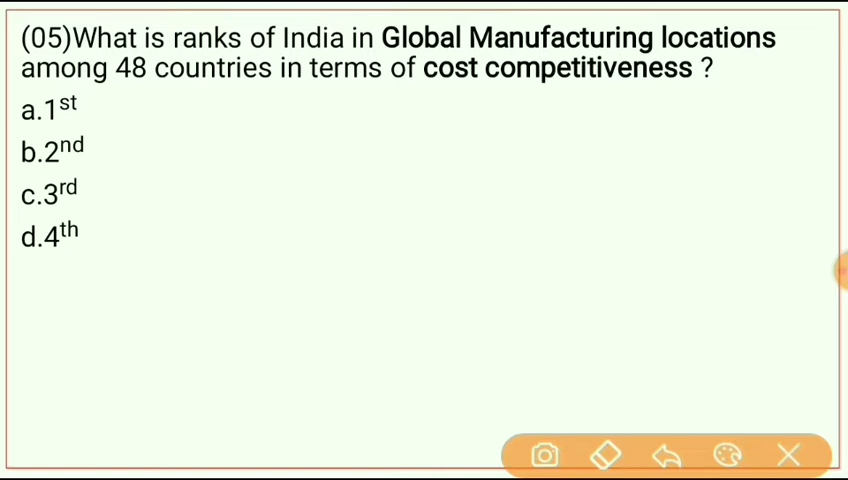 (05)What is ranks of India in Global Manufacturing locations
among 48 countries in terms of cost competitiveness ?
a.1st
b.2nd
c.3rd
d.4th